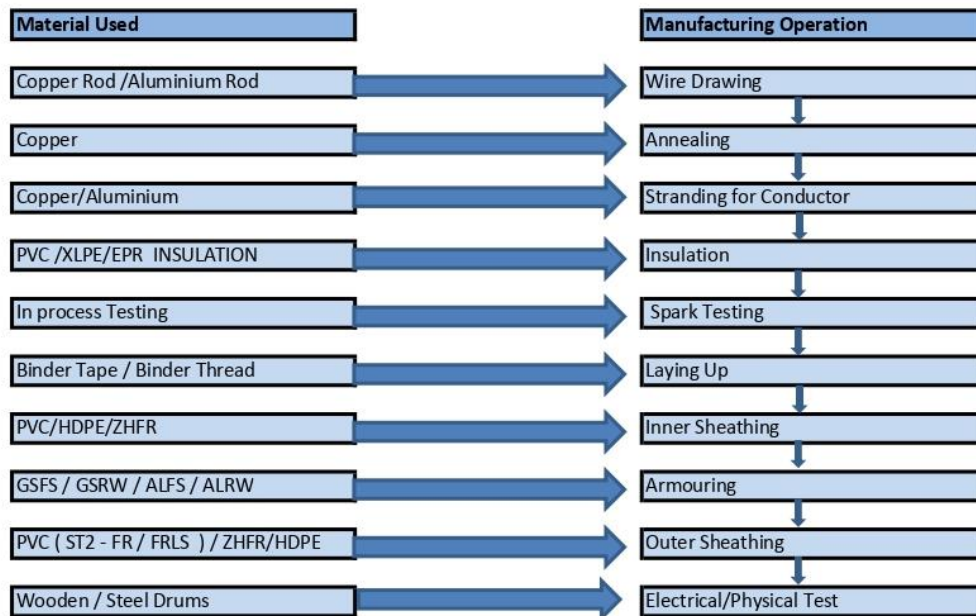 Material Used
Manufacturing Operation
Copper Rod /Aluminium Rod
Wire Drawing
Copper
Annealing
Copper/Aluminium
Stranding for Conductor
PVC /XLPE/EPR INSULATION
Insulation
In process Testing
Spark Testing
Binder Tape / Binder Thread
Laying Up
PVC/HDPE/ZHFR
Inner Sheathing
GSFS / GSRW / ALFS / ALRW
Armouring
PVC ( ST2 - FR / FRLS ) / ZHFR/HDPE
Outer Sheathing
Wooden / Steel Drums
Electrical/Physical Test